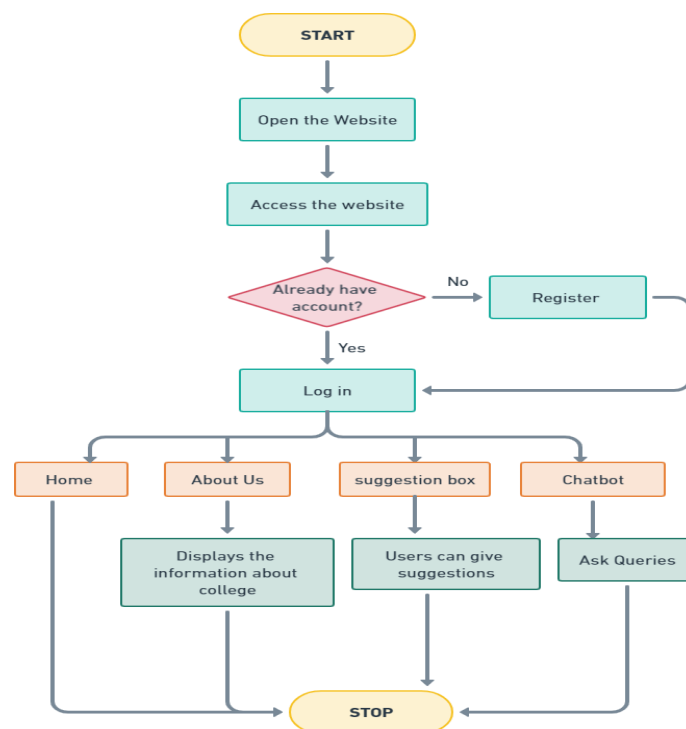 START
Open the Website
Access the website
Already have
account?
No
Register
Yes
Log in
Home
About Us
suggestion box
Chatbot
Displays the
information about
college
Users can give
suggestions
Ask Queries
STOP